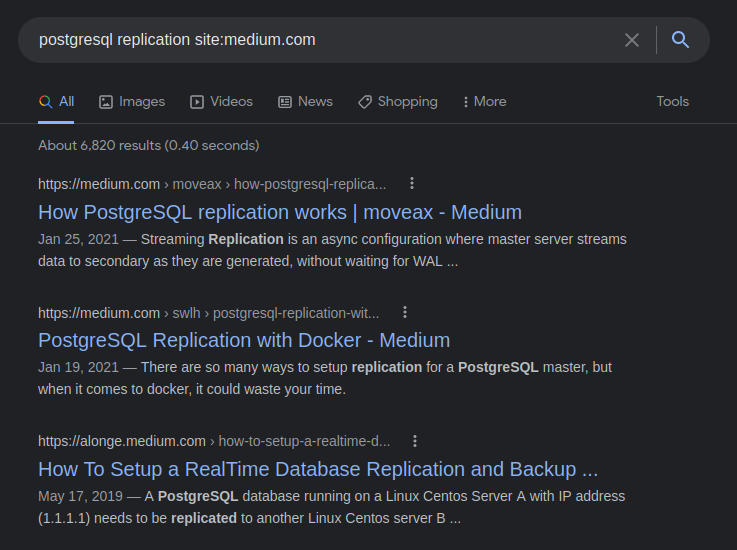 postgresql replication site:medium.com
All Images Videos News Shopping More Tools
About 6,820 results (0.40 seconds)
https://medium.com › moveax › how-postgresql-replica...
How PostgreSQL replication works | moveax - Medium
Jan 25, 2021 — Streaming Replication is an async configuration where master server streams
data to secondary as they are generated, without waiting for WAL ...
https://medium.com › swlh › postgresql-replication-wit...
PostgreSQL Replication with Docker - Medium
Jan 19, 2021 — There are so many ways to setup replication for a PostgreSQL master, but
when it comes to docker, it could waste your time.
https://alonge.medium.com › how-to-setup-a-realtime-d...
How To Setup a RealTime Database Replication and Backup ...
May 17, 2019 — A PostgreSQL database running on a Linux Centos Server A with IP address
(1.1.1.1) needs to be replicated to another Linux Centos server B ...